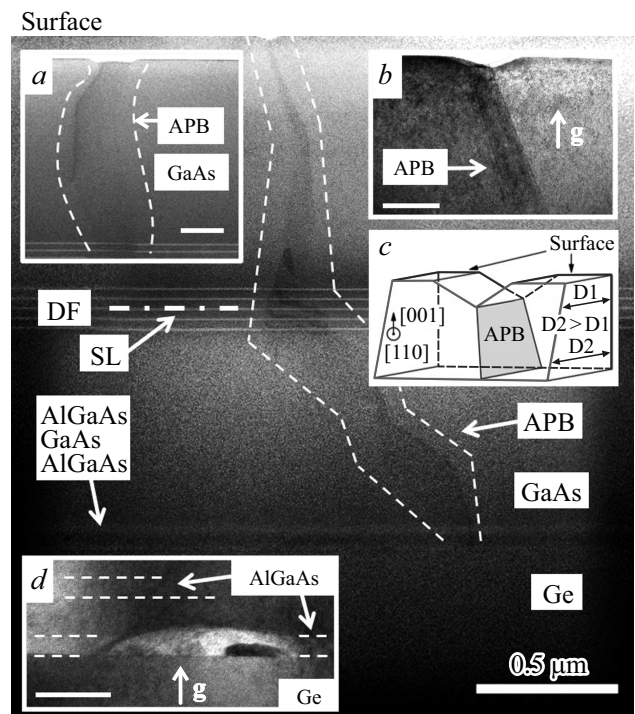 Surface
a
APB
GaAs
b
g
APB
c
Surface
D1
[001]
D2 > D1
APB
[110]
D2
DF
SL
AlGaAs
GaAs
AlGaAs
APB
GaAs
d
AlGaAs
g
Ge
Ge
0.5 μm